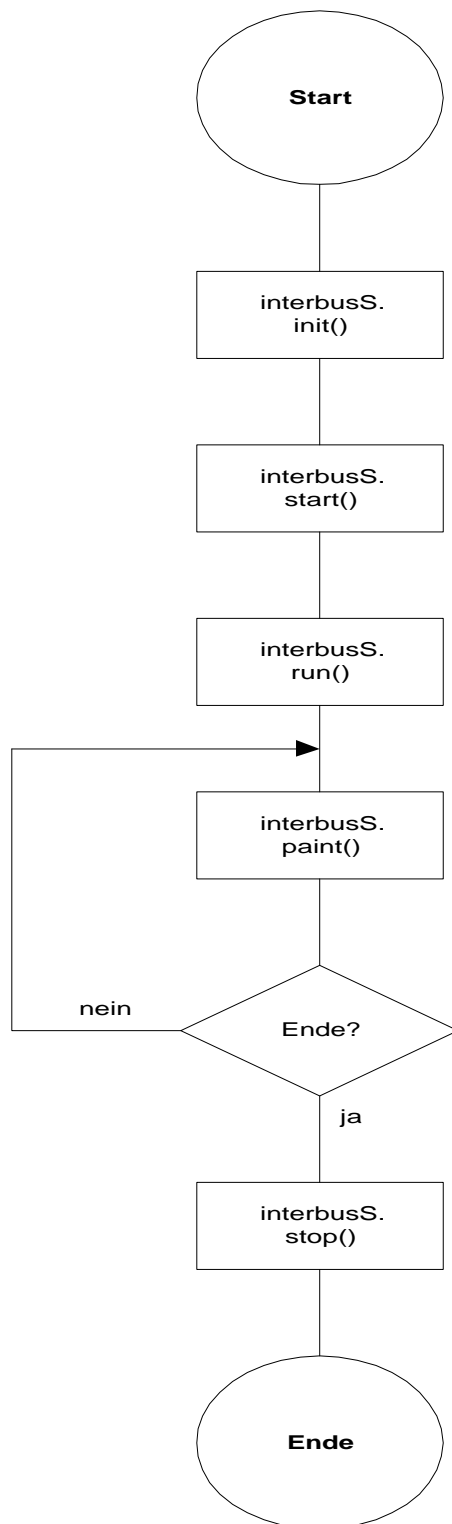 Start
interbusS.
init()
interbusS.
start()
interbusS.
run()
interbusS.
paint()
nein
Ende?
ja
interbusS.
stop()
Ende